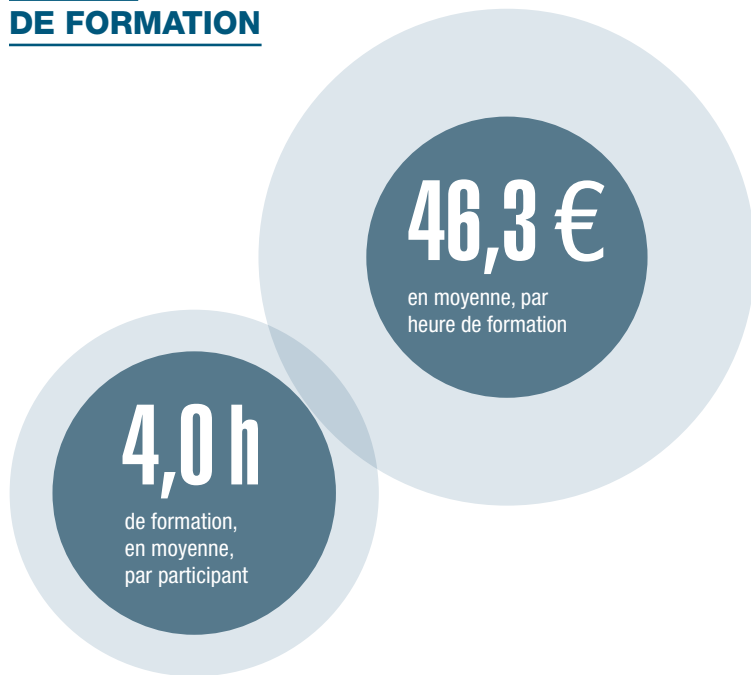 DE FORMATION
46,3 €
en moyenne, par
heure de formation
4,0 h
de formation,
en moyenne,
par participant